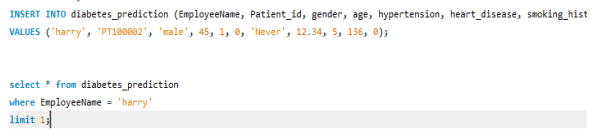 INSERT INTO diabetes_prediction (EmployeeName, Patient_id, gender, age, hypertension, heart_disease, smoking_hist
VALUES ('harry', 'PT100002', 'male', 45, 1, 0, 'Never', 12.34, 5, 136, 0);
select * from diabetes_prediction
where EmployeeName = 'harry'
limit 1;